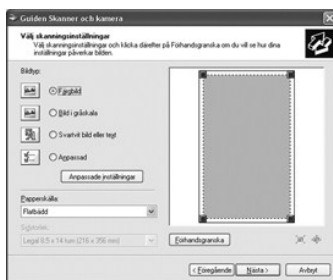 Guiden Skanner och kamera
Välj skanningsinställningar
Välj skanningsinställningar och klicka därefter på Förhandsgranska om du vill se hur dina
inställningar påverkar bilden.
Bildtyp:
Färgbild
Bild i gråskala
Svartvit bild eller text
Anpassad
Anpassade inställningar
Papperskälla:
Flatbädd
Sidstorlek:
Legal 8,5 x 14 tum (216 x 356 mm)
Förhandsgranska
< Föregående
Nästa >
Avbryt